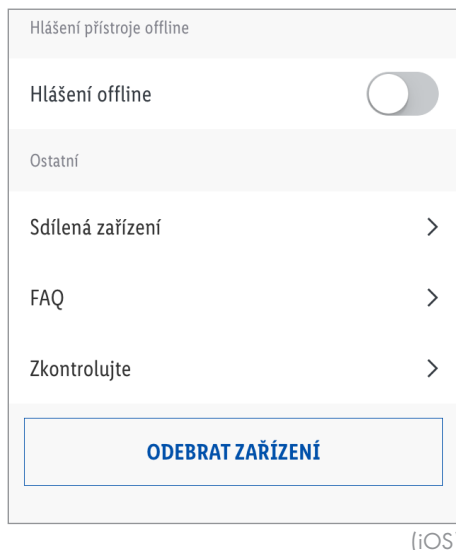 Hlášení přístroje offline
Hlášení offline
Ostatní
Sdílená zařízení
FAQ
Zkontrolujte
ODEBRAT ZAŘÍZENÍ
(iOS